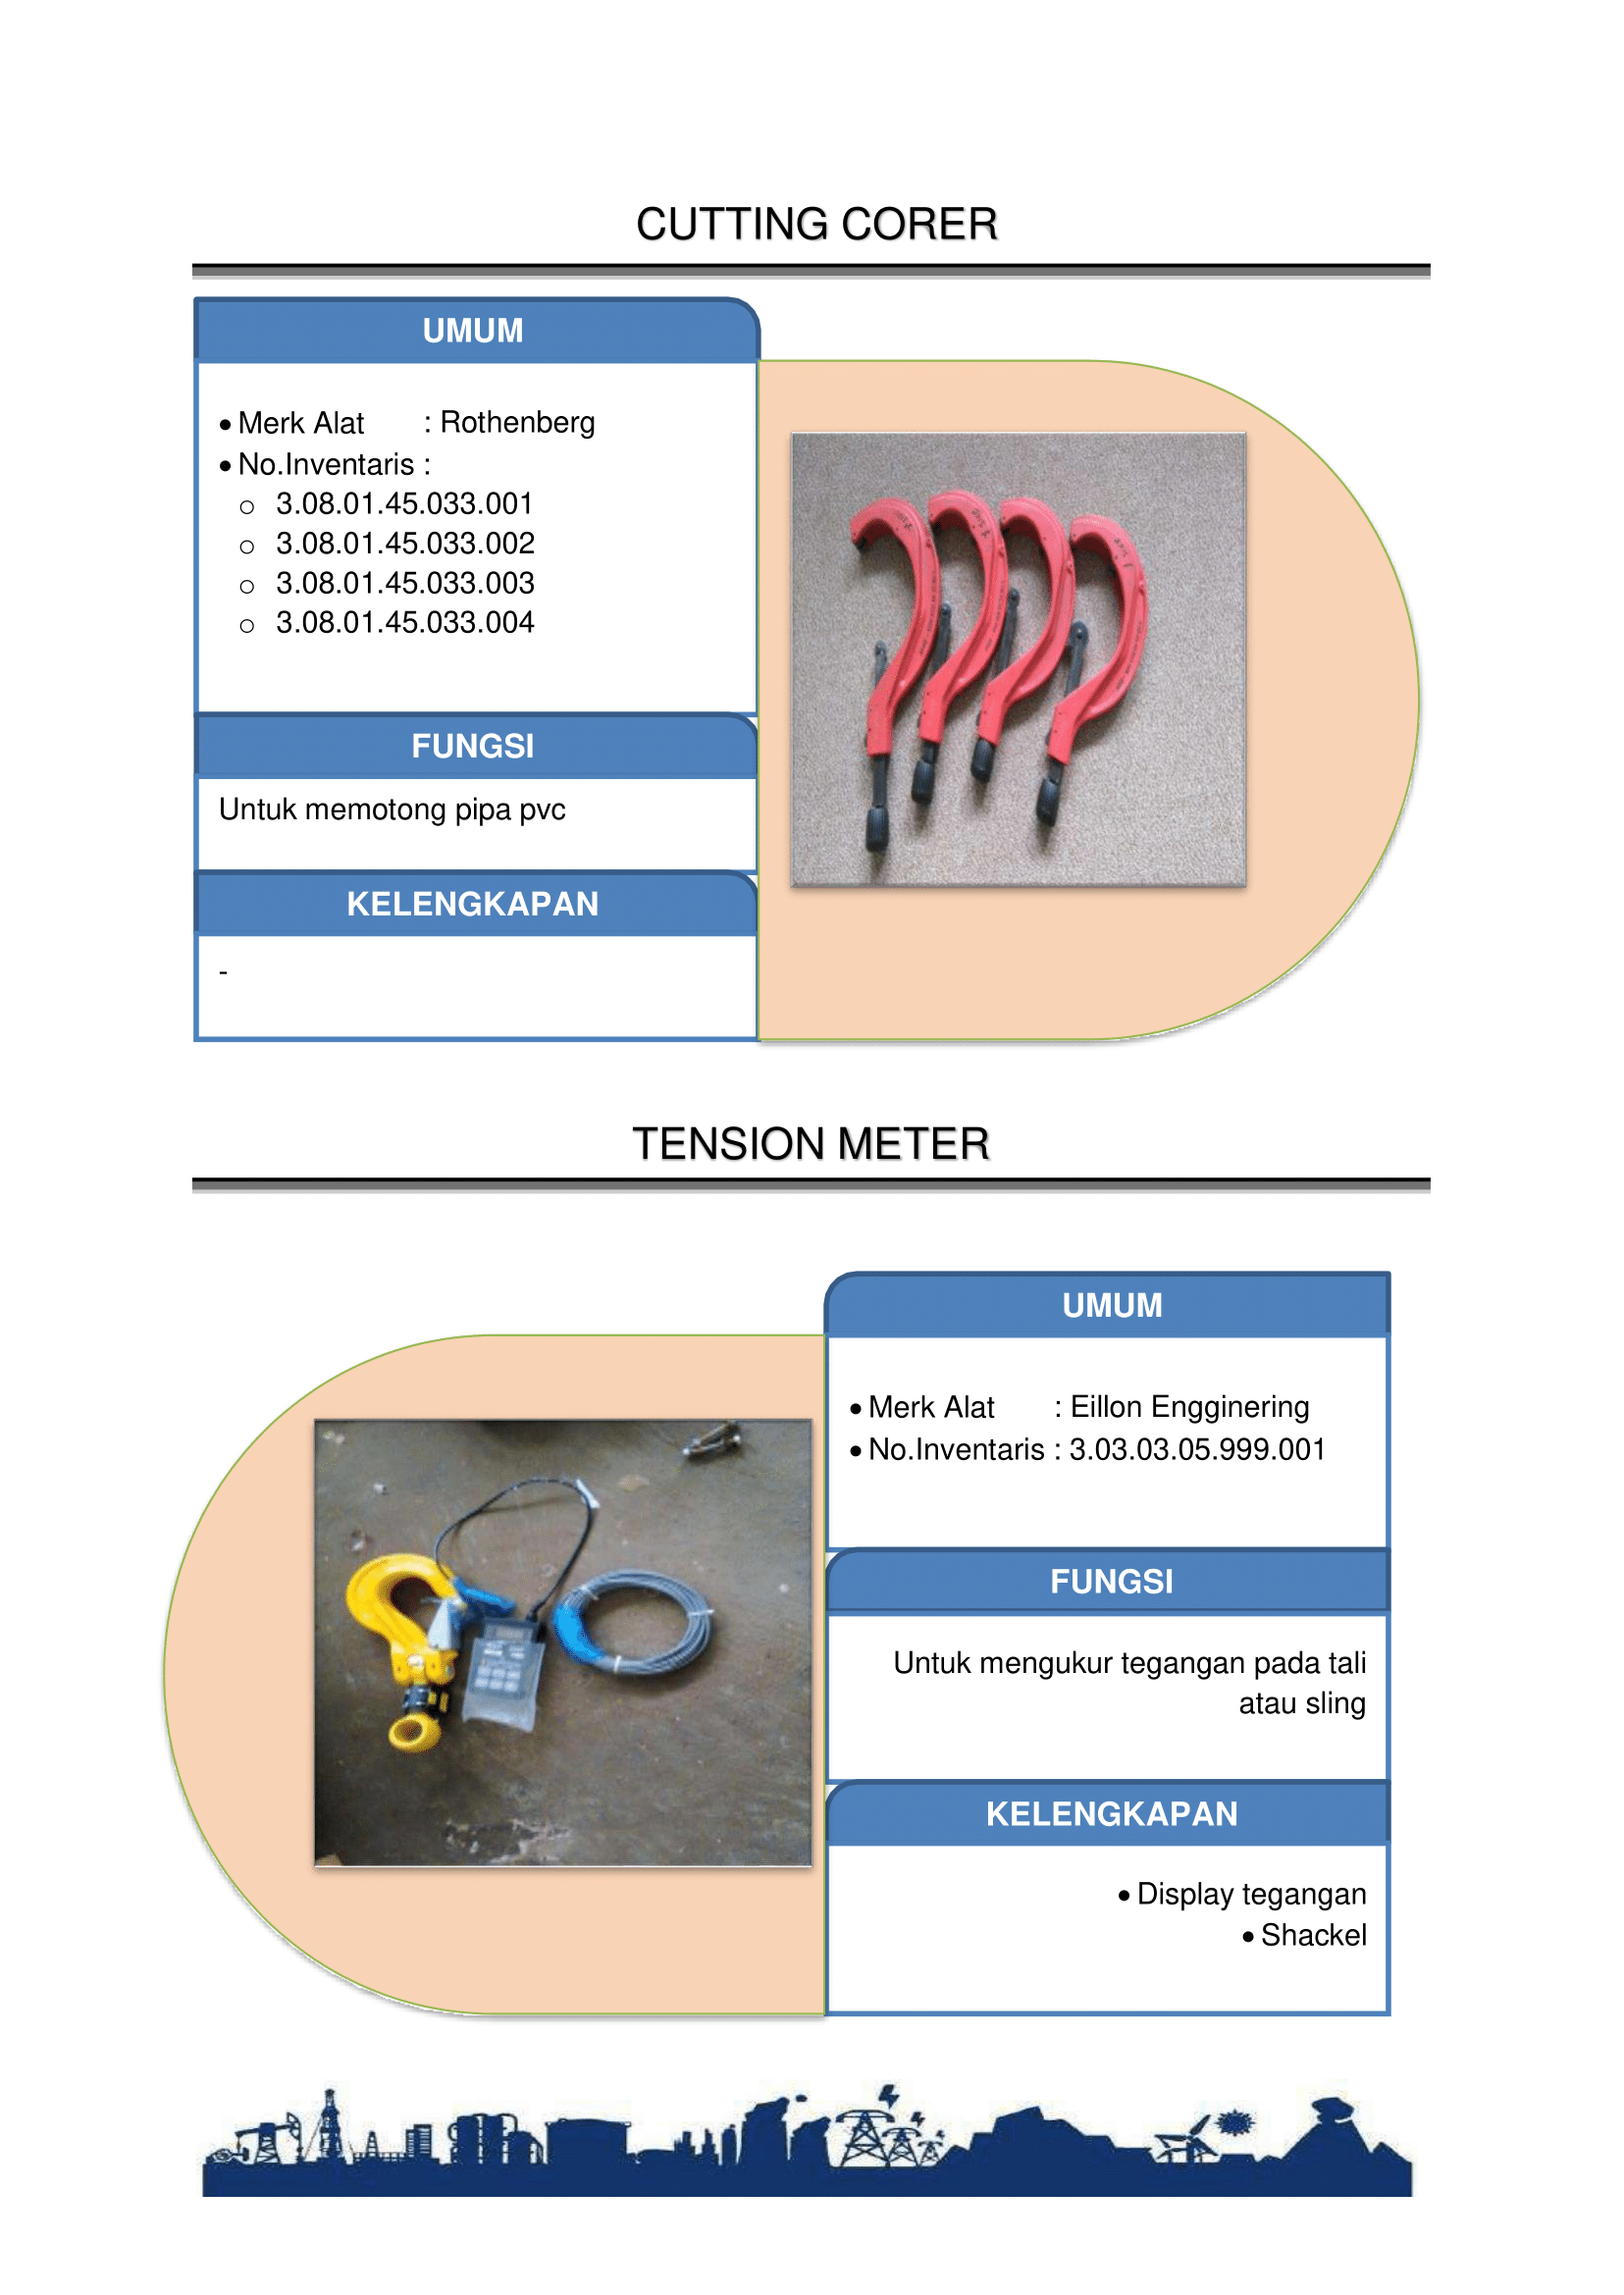 CUTTING CORER
UMUM
• Merk Alat : Rothenberg
• No.Inventaris :
o 3.08.01.45.033.001
o 3.08.01.45.033.002
o 3.08.01.45.033.003
o 3.08.01.45.033.004
FUNGSI
Untuk memotong pipa pvc
KELENGKAPAN
-
TENSION METER
UMUM
• Merk Alat : Eillon Engginering
• No.Inventaris : 3.03.03.05.999.001
FUNGSI
Untuk mengukur tegangan pada tali
atau sling
KELENGKAPAN
• Display tegangan
• Shackel